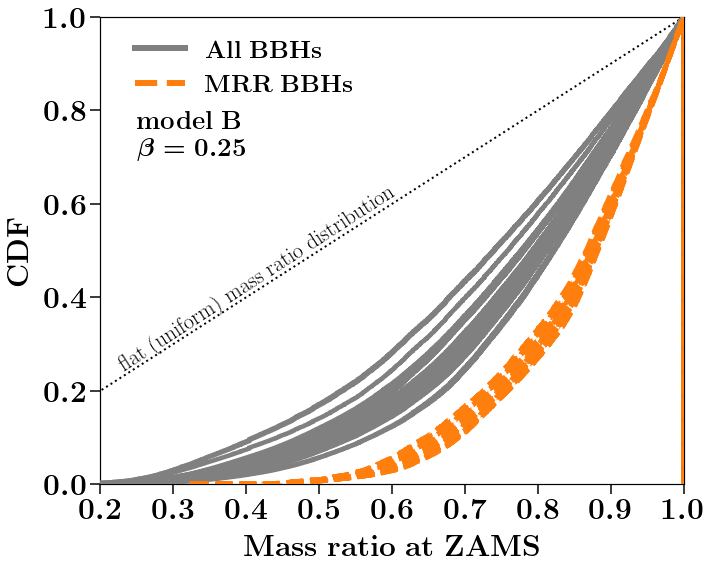 All BBHs
MRR BBHs
model B
β = 0.25
flat (uniform) mass ratio distribution
CDF
1.0
0.8
0.6
0.4
0.2
0.0
0.2 0.3 0.4 0.5 0.6 0.7 0.8 0.9 1.0
Mass ratio at ZAMS